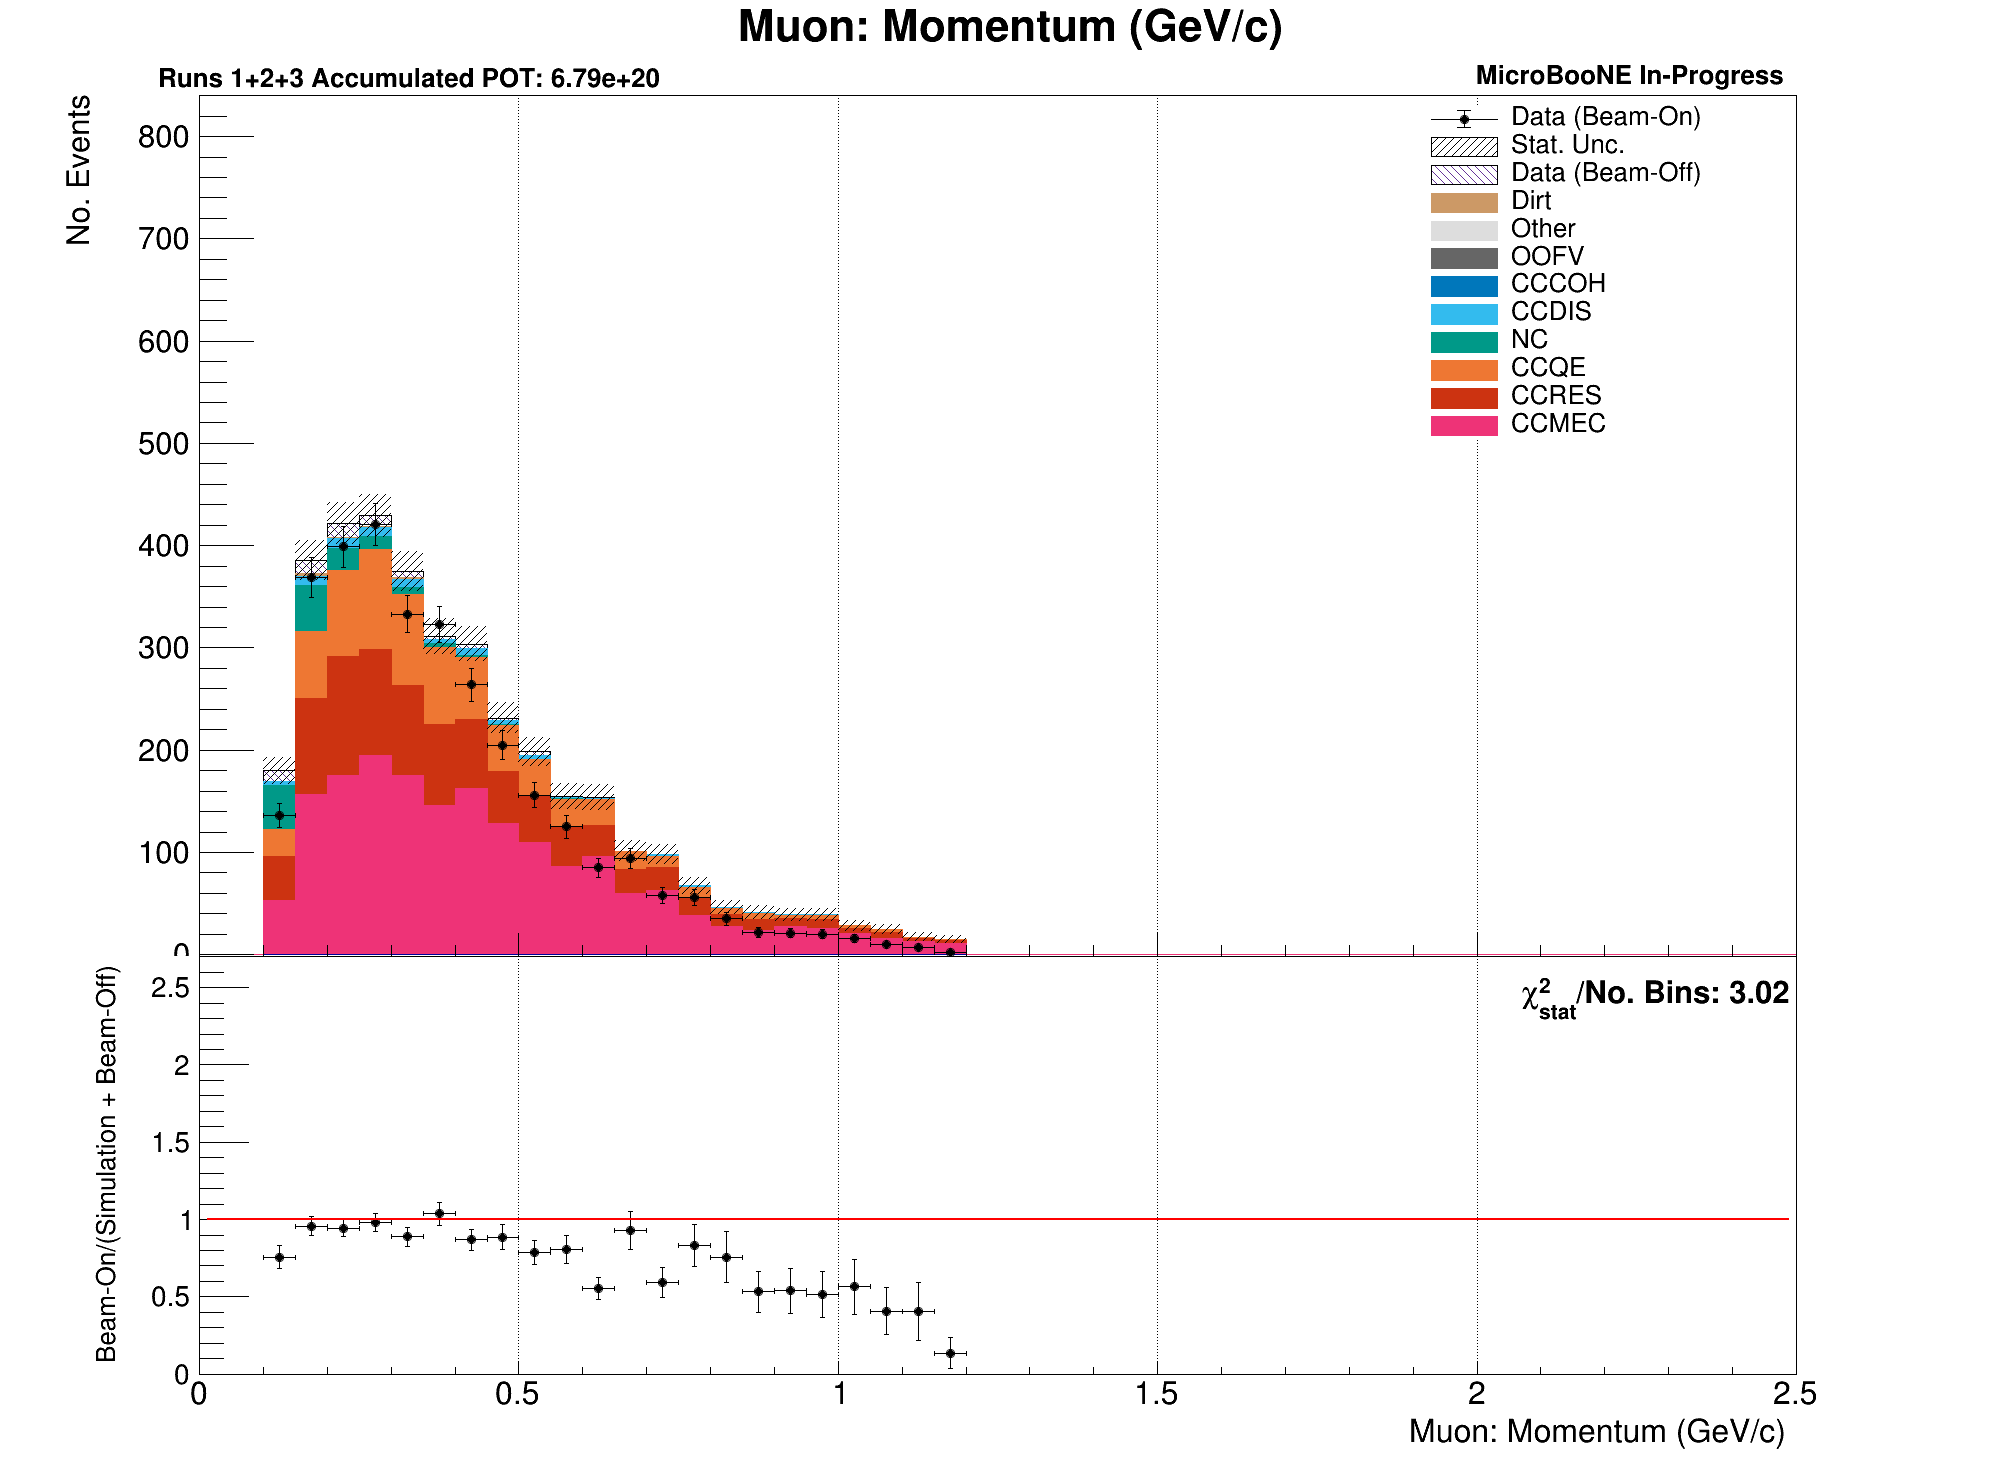 Muon: Momentum (GeV/c)
Runs 1+2+3 Accumulated POT: 6.79e+20
MicroBooNE In-Progress
No. Events
800
700
600
500
400
300
200
100
0
Data (Beam-On)
Stat. Unc.
Data (Beam-Off)
Dirt
Other
OOFV
CCCOH
CCDIS
NC
CCQE
CCRES
CCMEC
Beam-On/(Simulation + Beam-Off)
2.5
2
1.5
1
0.5
0
χ²stat/No. Bins: 3.02
0 0.5 1 1.5 2 2.5
Muon: Momentum (GeV/c)